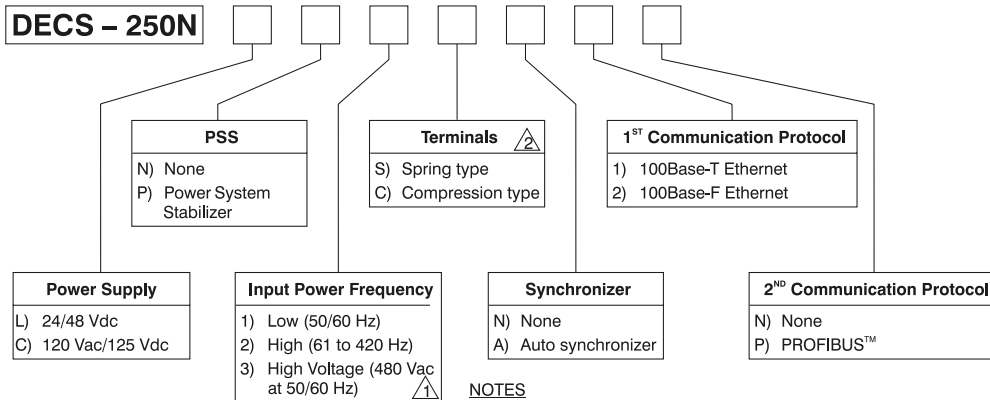 DECS – 250N
PSS
N) None
P) Power System
Stabilizer
Terminals 2
S) Spring type
C) Compression type
1ST Communication Protocol
1) 100Base-T Ethernet
2) 100Base-F Ethernet
Power Supply
L) 24/48 Vdc
C) 120 Vac/125 Vdc
Input Power Frequency
1) Low (50/60 Hz)
2) High (61 to 420 Hz)
3) High Voltage (480 Vac
at 50/60 Hz) 1
Synchronizer
N) None
A) Auto synchronizer
2ND Communication Protocol
N) None
P) PROFIBUS™
NOTES